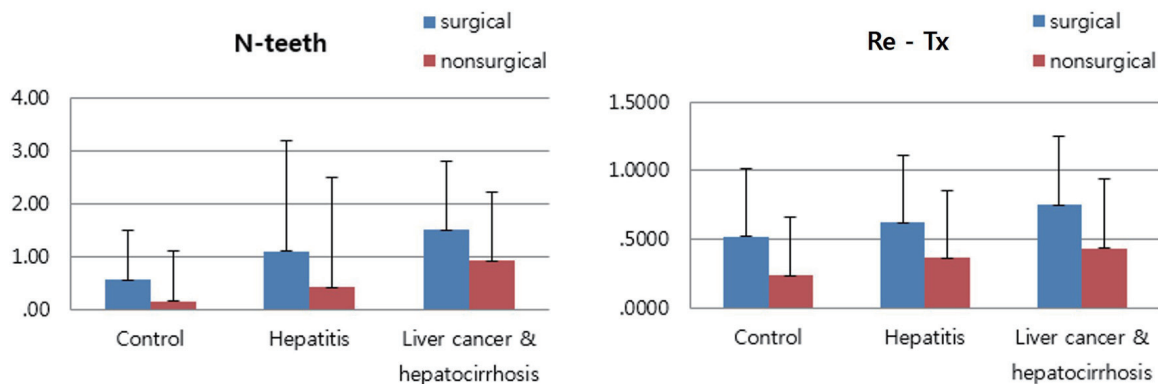 N-teeth
surgical
nonsurgical
4.00
3.00
2.00
1.00
.00
Control
Hepatitis
Liver cancer &
hepatocirrhosis
Re - Tx
surgical
nonsurgical
1.5000
1.0000
.5000
.0000
Control
Hepatitis
Liver cancer &
hepatocirrhosis